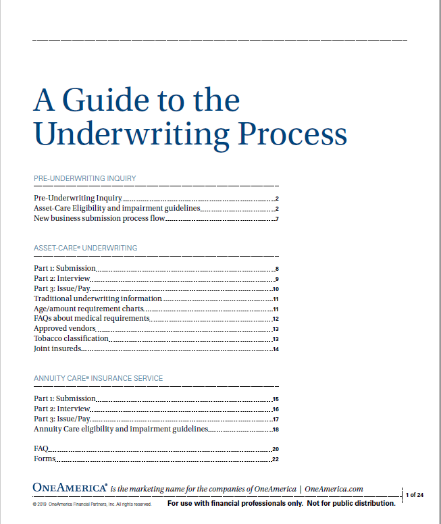 A Guide to the
Underwriting Process
PRE-UNDERWRITING INQUIRY
Pre-Underwriting Inquiry 2
Asset-Care Eligibility and impairment guidelines 2
New business submission process flow 7
ASSET-CARE® UNDERWRITING
Part 1: Submission 8
Part 2: Interview 9
Part 3: Issue/Pay 10
Traditional underwriting information 11
Age/amount requirement charts 11
FAQs about medical requirements 12
Approved vendors 13
Tobacco classification 13
Joint insureds 14
ANNUITY CARE® INSURANCE SERVICE
Part 1: Submission 15
Part 2: Interview 16
Part 3: Issue/Pay 17
Annuity Care eligibility and impairment guidelines 18
FAQ 20
Forms 22
ONEAMERICA® is the marketing name for the companies of OneAmerica | OneAmerica.com
1 of 24
© 2019 OneAmerica Financial Partners, Inc. All rights reserved. For use with financial professionals only. Not for public distribution.